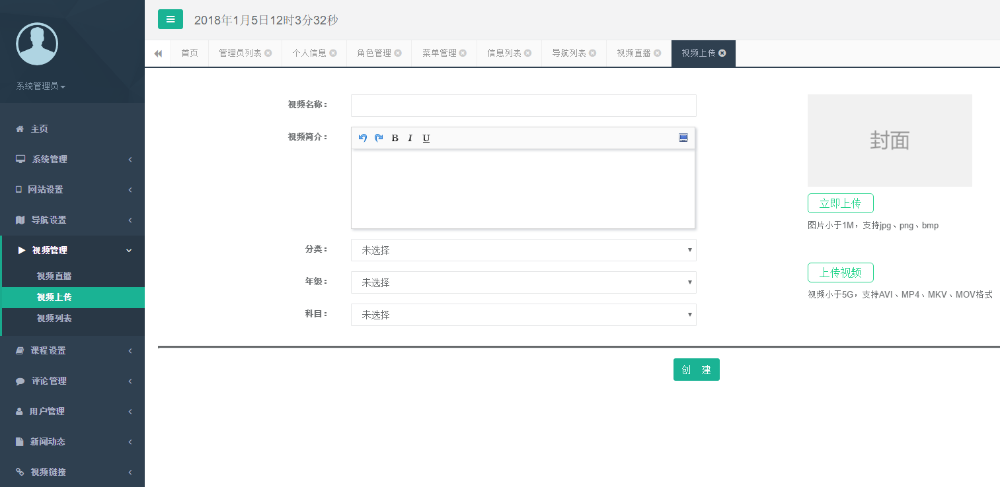 2018年1月5日12时3分32秒
首页 管理员列表 个人信息 角色管理 菜单管理 信息列表 导航列表 视频直播 视频上传
系统管理员
主页
系统管理
网站设置
导航设置
视频管理
视频直播
视频上传
视频列表
课程设置
评论管理
用户管理
新闻动态
视频链接
视频名称：
视频简介：
B I U
分类： 未选择
年级： 未选择
科目： 未选择
封面
立即上传
图片小于1M，支持jpg、png、bmp
上传视频
视频小于5G，支持AVI、MP4、MKV、MOV格式
创 建